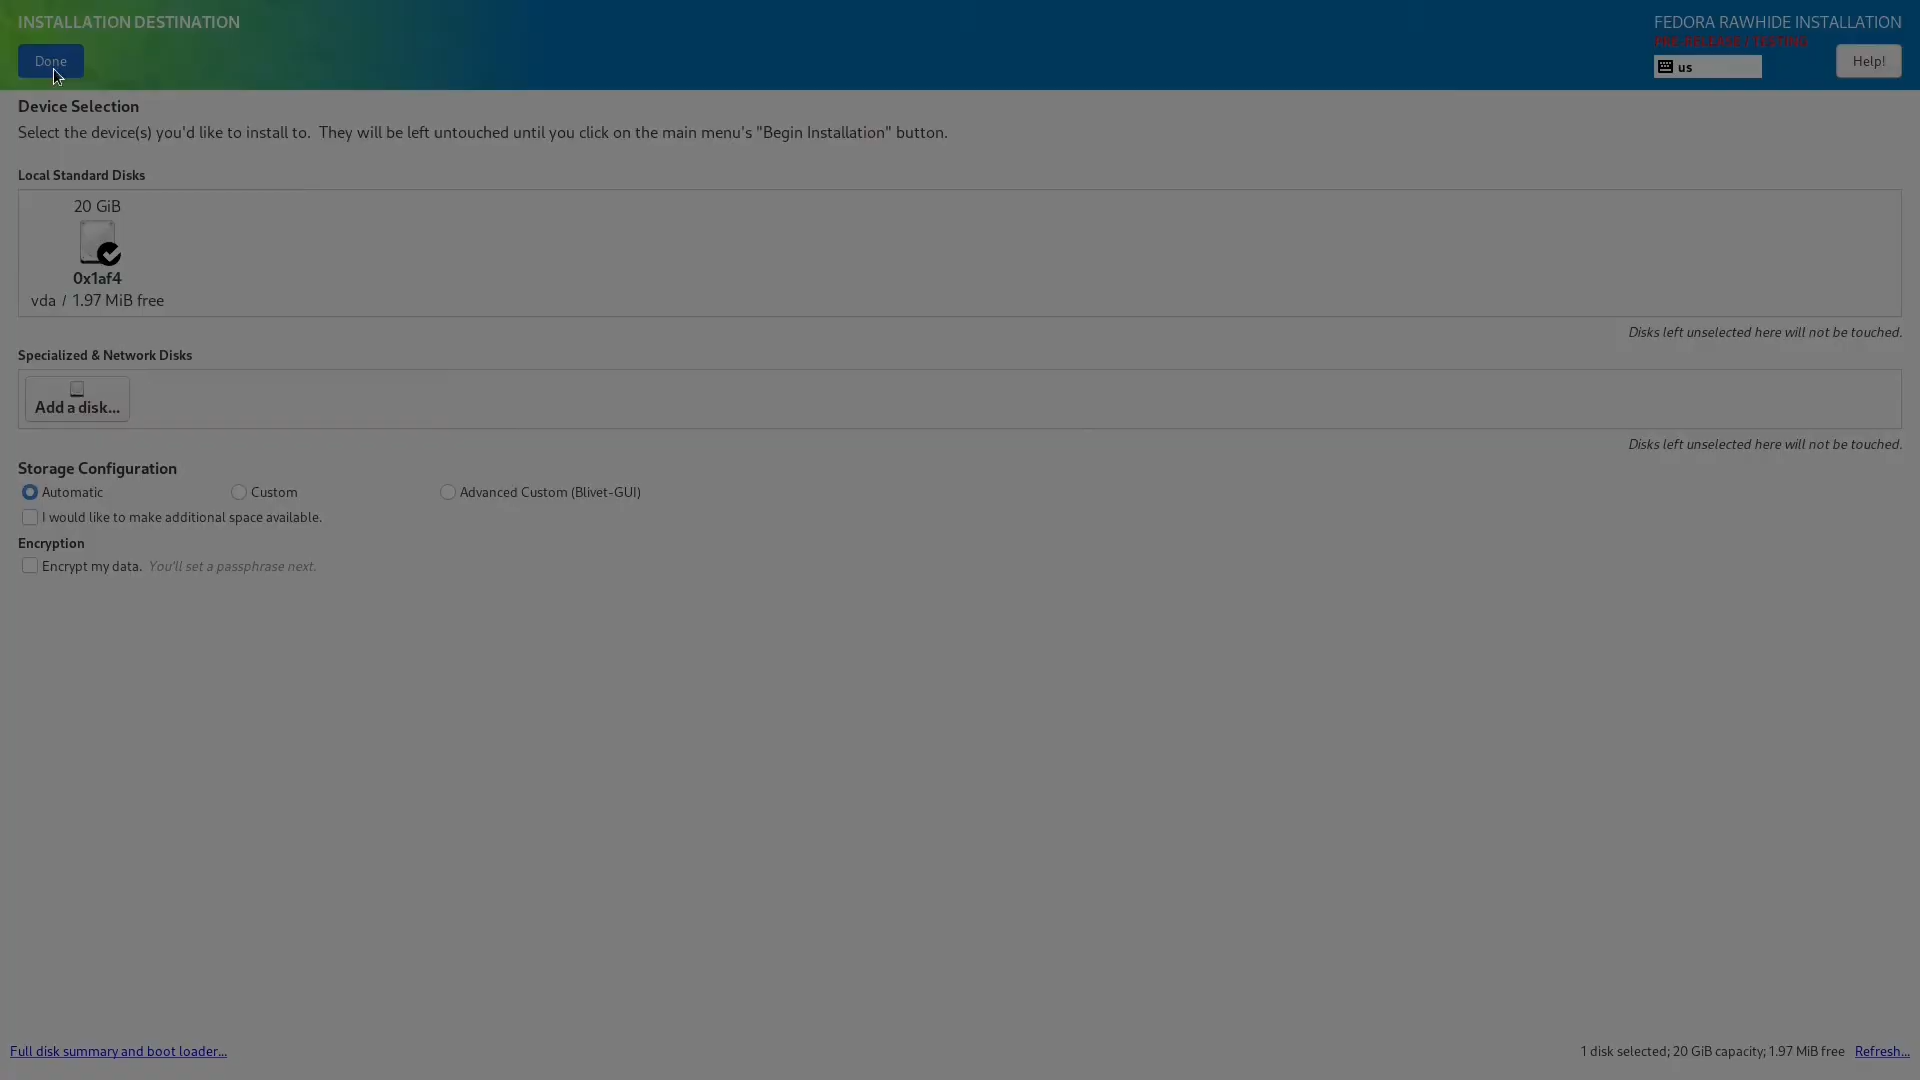 INSTALLATION DESTINATION
FEDORA RAWHIDE INSTALLATION
PRE-RELEASE / TESTING
Done
us
Help!
Device Selection
Select the device(s) you'd like to install to.  They will be left untouched until you click on the main menu's "Begin Installation" button.
Local Standard Disks
20 GiB
0x1af4
vda / 1.97 MiB free
Disks left unselected here will not be touched.
Specialized & Network Disks
Add a disk...
Disks left unselected here will not be touched.
Storage Configuration
Automatic
Custom
Advanced Custom (Blivet-GUI)
I would like to make additional space available.
Encryption
Encrypt my data. You'll set a passphrase next.
Full disk summary and boot loader...
1 disk selected; 20 GiB capacity; 1.97 MiB free
Refresh...